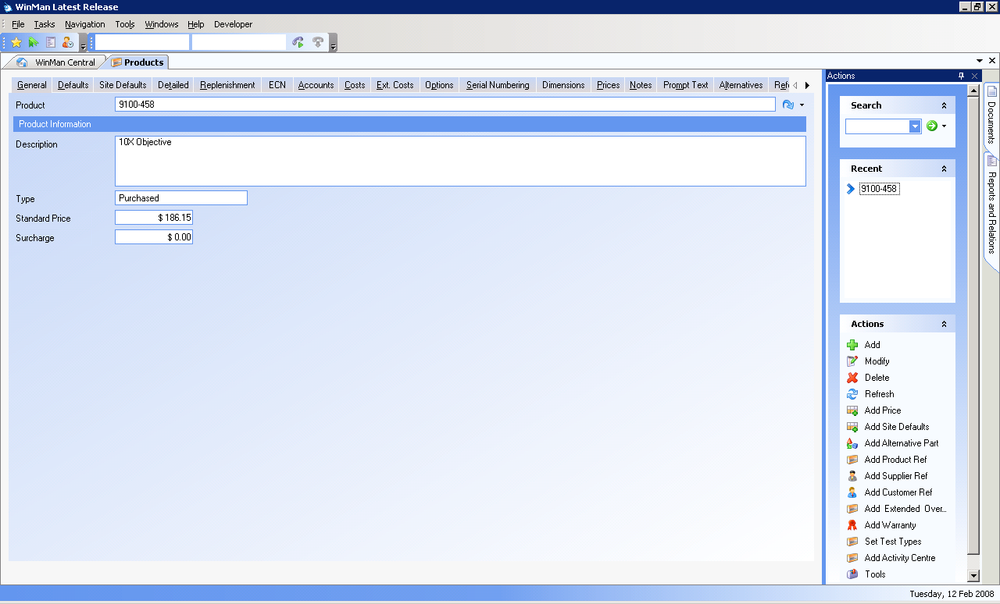 WinMan Latest Release
File Tasks Navigation Tools Windows Help Developer
WinMan Central Products
General Defaults Site Defaults Detailed Replenishment ECN Accounts Costs Ext. Costs Options Serial Numbering Dimensions Prices Notes Prompt Text Alternatives Ref
Product 9100-458
Product Information
Description 10X Objective
Type Purchased
Standard Price $ 186.15
Surcharge $ 0.00
Actions
Search
Recent
9100-458
Actions
Add
Modify
Delete
Refresh
Add Price
Add Site Defaults
Add Alternative Part
Add Product Ref
Add Supplier Ref
Add Customer Ref
Add Extended Over...
Add Warranty
Set Test Types
Add Activity Centre
Tools
Documents
Reports and Relations
Tuesday, 12 Feb 2008